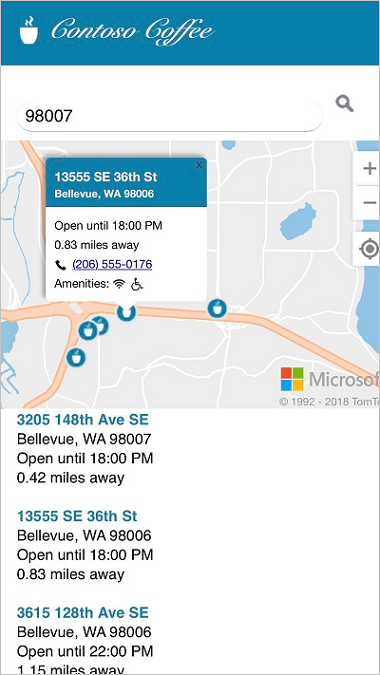 Contoso Coffee
98007
x
13555 SE 36th St
Bellevue, WA 98006
Open until 18:00 PM
0.83 miles away
(206) 555-0176
Amenities:
+
−
Microsof
© 1992 - 2018 TomTo
3205 148th Ave SE
Bellevue, WA 98007
Open until 18:00 PM
0.42 miles away
13555 SE 36th St
Bellevue, WA 98006
Open until 18:00 PM
0.83 miles away
3615 128th Ave SE
Bellevue, WA 98006
Open until 22:00 PM
1.15 miles away